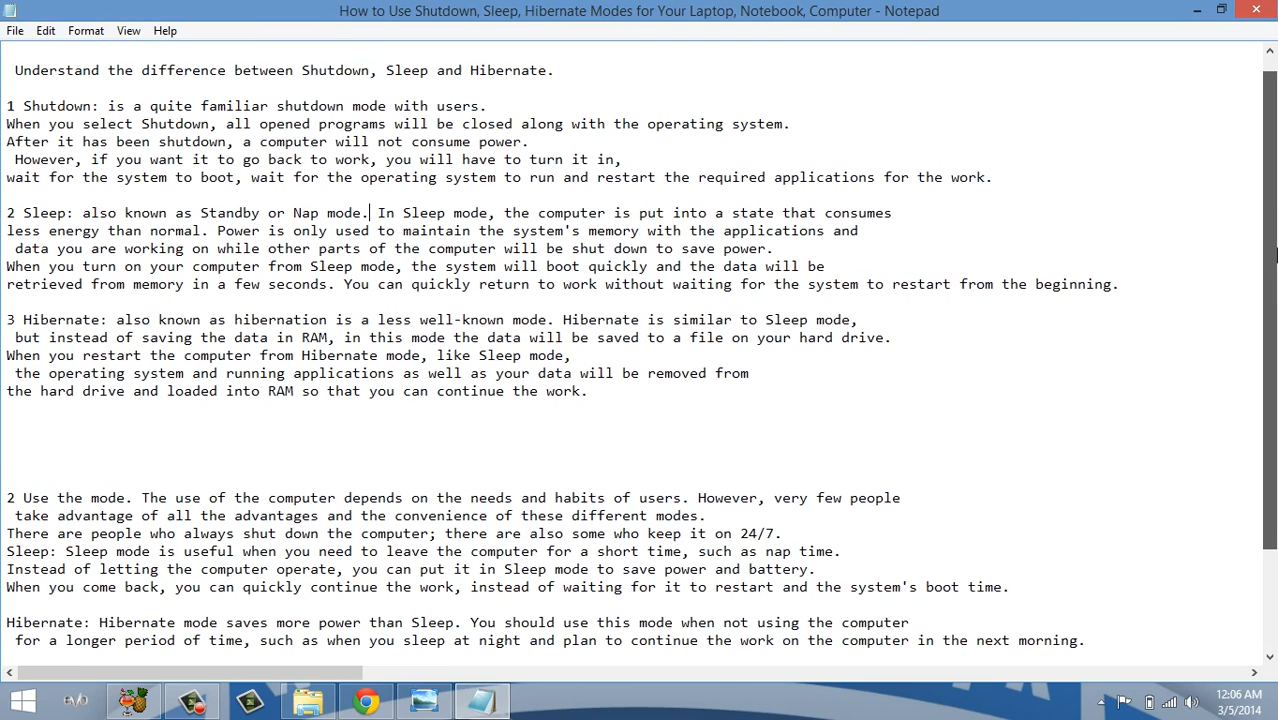 How to Use Shutdown, Sleep, Hibernate Modes for Your Laptop, Notebook, Computer - Notepad
File Edit Format View Help
Understand the difference between Shutdown, Sleep and Hibernate.
1 Shutdown: is a quite familiar shutdown mode with users.
When you select Shutdown, all opened programs will be closed along with the operating system.
After it has been shutdown, a computer will not consume power.
However, if you want it to go back to work, you will have to turn it in,
wait for the system to boot, wait for the operating system to run and restart the required applications for the work.
2 Sleep: also known as Standby or Nap mode. In Sleep mode, the computer is put into a state that consumes
less energy than normal. Power is only used to maintain the system's memory with the applications and
data you are working on while other parts of the computer will be shut down to save power.
When you turn on your computer from Sleep mode, the system will boot quickly and the data will be
retrieved from memory in a few seconds. You can quickly return to work without waiting for the system to restart from the beginning.
3 Hibernate: also known as hibernation is a less well-known mode. Hibernate is similar to Sleep mode,
but instead of saving the data in RAM, in this mode the data will be saved to a file on your hard drive.
When you restart the computer from Hibernate mode, like Sleep mode,
the operating system and running applications as well as your data will be removed from
the hard drive and loaded into RAM so that you can continue the work.
2 Use the mode. The use of the computer depends on the needs and habits of users. However, very few people
take advantage of all the advantages and the convenience of these different modes.
There are people who always shut down the computer; there are also some who keep it on 24/7.
Sleep: Sleep mode is useful when you need to leave the computer for a short time, such as nap time.
Instead of letting the computer operate, you can put it in Sleep mode to save power and battery.
When you come back, you can quickly continue the work, instead of waiting for it to restart and the system's boot time.
Hibernate: Hibernate mode saves more power than Sleep. You should use this mode when not using the computer
for a longer period of time, such as when you sleep at night and plan to continue the work on the computer in the next morning.
12:06 AM
3/5/2014